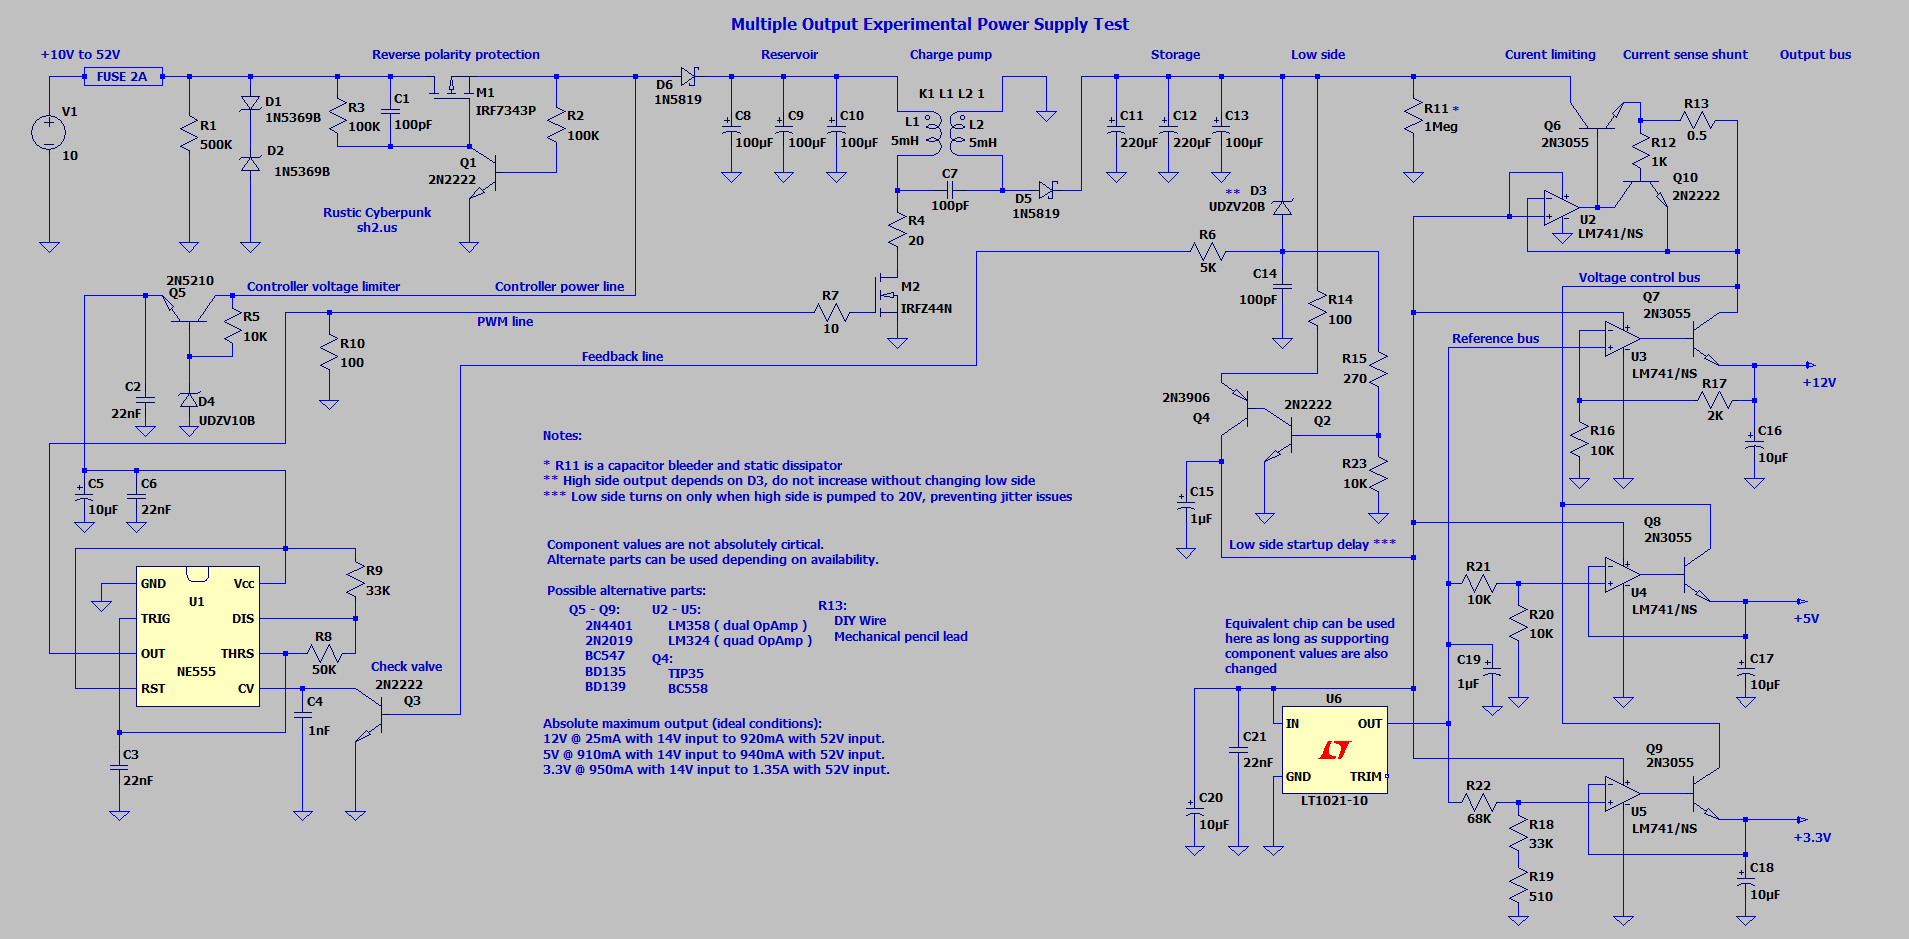 Multiple Output Experimental Power Supply Test
+10V to 52V
Reverse polarity protection
Reservoir
Charge pump
Storage
Low side
Curent limiting
Current sense shunt
Output bus
FUSE 2A
V1
10
R1
500K
D1
1N5369B
D2
1N5369B
R3
100K
C1
100pF
M1
IRF7343P
R2
100K
Q1
2N2222
Rustic Cyberpunk
sh2.us
D6
1N5819
C8
100µF
C9
100µF
C10
100µF
K1 L1 L2 1
L1
5mH
L2
5mH
C7
100pF
D5
1N5819
R4
20
M2
IRFZ44N
R7
10
C11
220µF
C12
220µF
C13
100µF
** D3
UDZV20B
R6
5K
C14
100pF
R14
100
R11 *
1Meg
Q6
2N3055
R13
0.5
R12
1K
Q10
2N2222
U2
LM741/NS
Voltage control bus
2N5210
Q5
Controller voltage limiter
Controller power line
R5
10K
PWM line
R10
100
Feedback line
C2
22nF
D4
UDZV10B
R15
270
2N3906
Q4
2N2222
Q2
R23
10K
C15
1µF
Low side startup delay ***
Reference bus
Q7
2N3055
U3
LM741/NS
R17
2K
+12V
R16
10K
C16
10µF
Notes:
* R11 is a capacitor bleeder and static dissipator
** High side output depends on D3, do not increase without changing low side
*** Low side turns on only when high side is pumped to 20V, preventing jitter issues
Component values are not absolutely cirtical.
Alternate parts can be used depending on availability.
Possible alternative parts:
Q5 - Q9:
2N4401
2N2019
BC547
BD135
BD139
U2 - U5:
LM358 ( dual OpAmp )
LM324 ( quad OpAmp )
Q4:
TIP35
BC558
R13:
DIY Wire
Mechanical pencil lead
Absolute maximum output (ideal conditions):
12V @ 25mA with 14V input to 920mA with 52V input.
5V @ 910mA with 14V input to 940mA with 52V input.
3.3V @ 950mA with 14V input to 1.35A with 52V input.
C5
10µF
C6
22nF
GND
Vcc
U1
TRIG
DIS
OUT
THRS
NE555
RST
CV
R9
33K
R8
50K
Check valve
2N2222
Q3
C4
1nF
C3
22nF
Q8
2N3055
R21
10K
R20
10K
U4
LM741/NS
+5V
C17
10µF
C19
1µF
Equivalent chip can be used
here as long as supporting
component values are also
changed
U6
IN
OUT
GND
TRIM
LT1021-10
C21
22nF
C20
10µF
Q9
2N3055
R22
68K
R18
33K
R19
510
U5
LM741/NS
+3.3V
C18
10µF